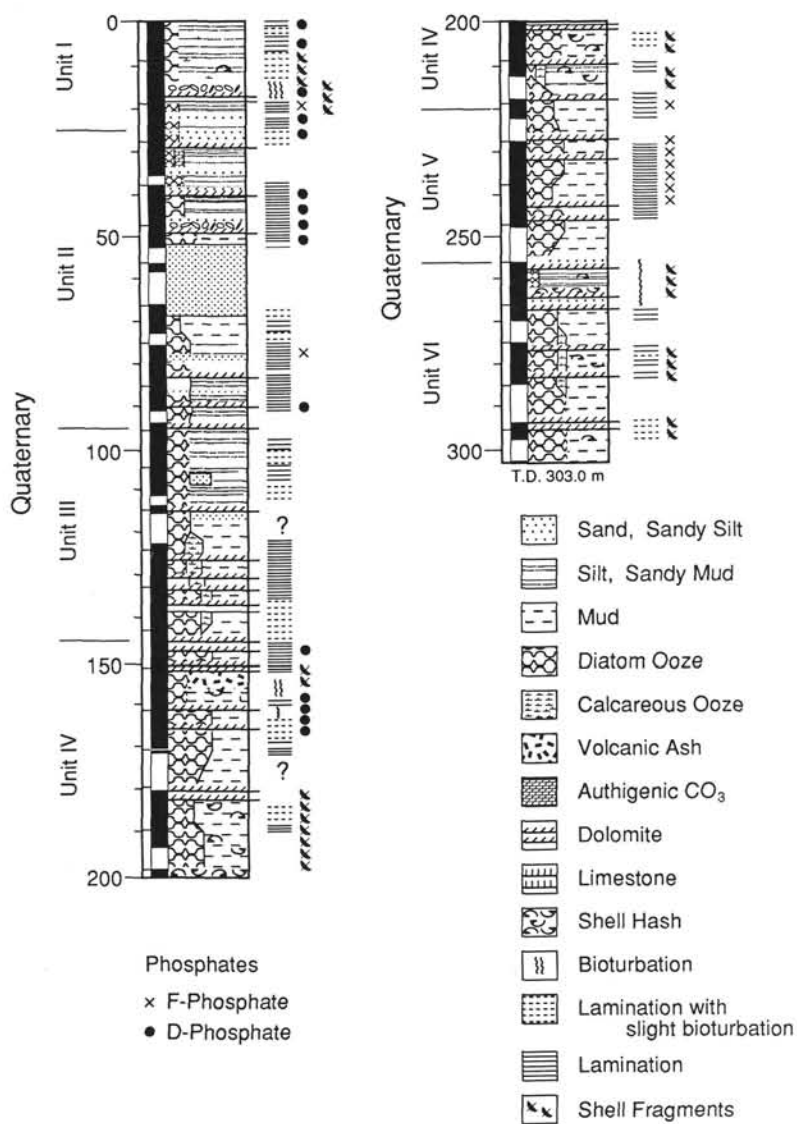 Quaternary
Unit I
Unit II
Unit III
Unit IV
0
50
100
150
200
?
?
Phosphates
× F-Phosphate
● D-Phosphate
Quaternary
Unit IV
Unit V
Unit VI
200
250
300
T.D. 303.0 m
Sand, Sandy Silt
Silt, Sandy Mud
Mud
Diatom Ooze
Calcareous Ooze
Volcanic Ash
Authigenic CO₃
Dolomite
Limestone
Shell Hash
Bioturbation
Lamination with
slight bioturbation
Lamination
Shell Fragments